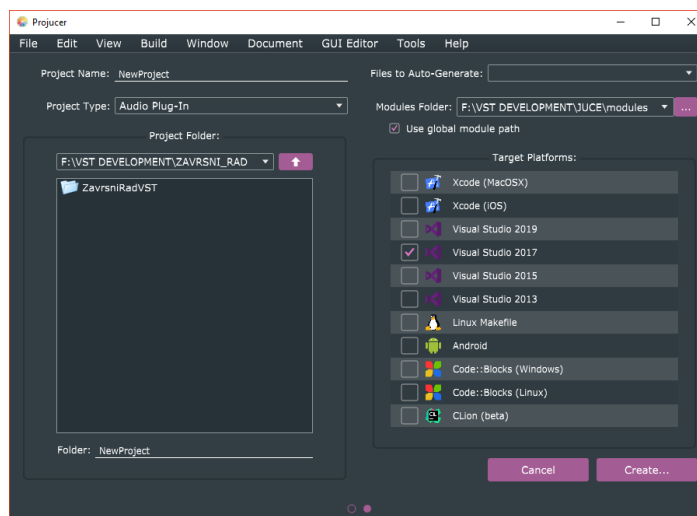 Projucer
File Edit View Build Window Document GUI Editor Tools Help
Project Name: NewProject
Files to Auto-Generate:
Project Type: Audio Plug-In
Modules Folder: F:\VST DEVELOPMENT\JUCE\modules ...
Use global module path
Project Folder:
F:\VST DEVELOPMENT\ZAVRSNI_RAD
ZavrsniRadVST
Folder: NewProject
Target Platforms:
Xcode (MacOSX)
Xcode (iOS)
Visual Studio 2019
Visual Studio 2017
Visual Studio 2015
Visual Studio 2013
Linux Makefile
Android
Code::Blocks (Windows)
Code::Blocks (Linux)
CL CLion (beta)
Cancel Create...